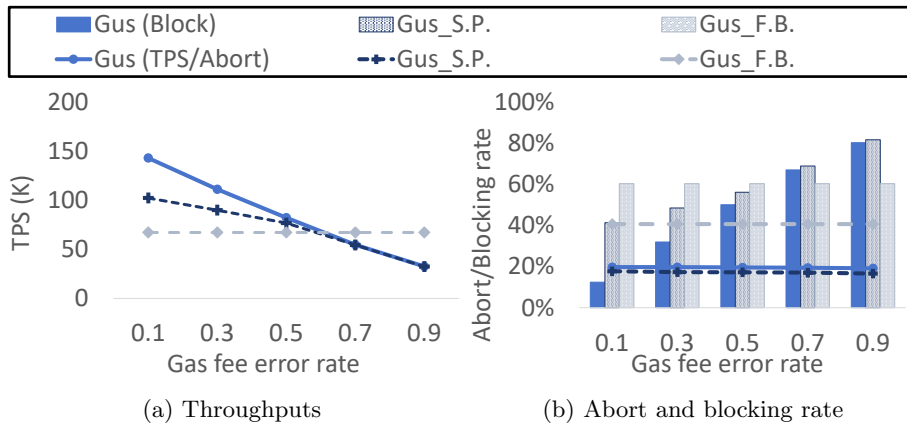 Gus (Block) Gus_S.P. Gus_F.B.
Gus (TPS/Abort) Gus_S.P. Gus_F.B.
TPS (K)
200
150
100
50
0
0.1 0.3 0.5 0.7 0.9
Gas fee error rate
(a) Throughputs
Abort/Blocking rate
100%
80%
60%
40%
20%
0%
0.1 0.3 0.5 0.7 0.9
Gas fee error rate
(b) Abort and blocking rate